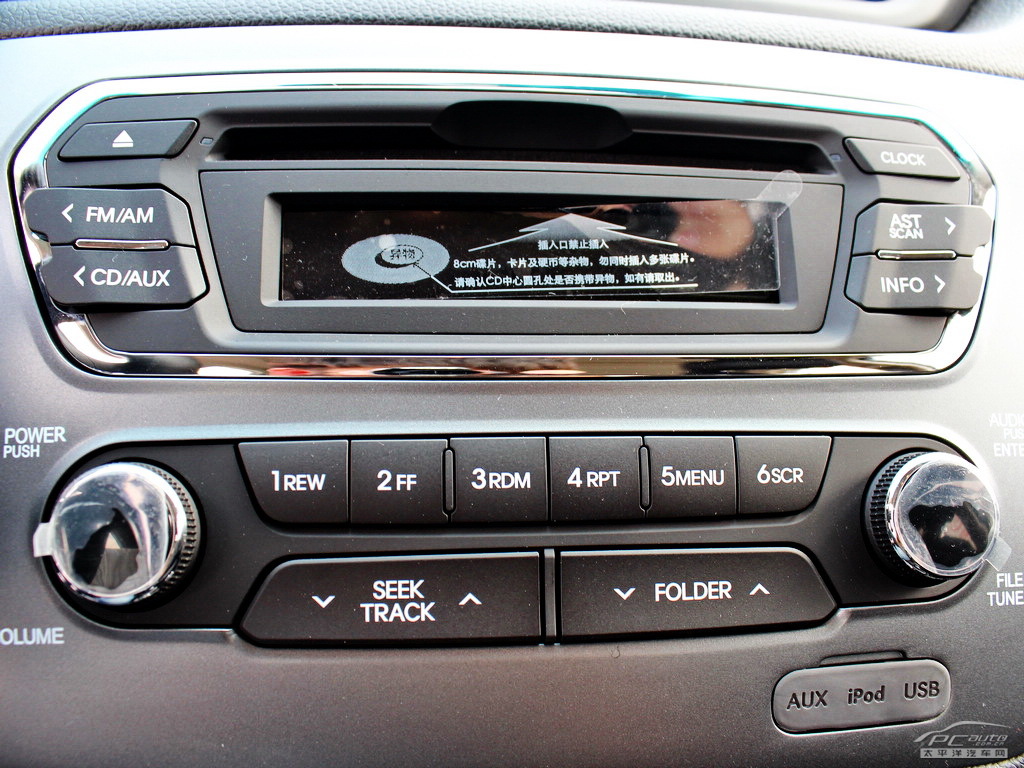 CLOCK
FM/AM
AST
SCAN
CD/AUX
INFO
异物
插入口禁止插入
8cm碟片，卡片及硬币等杂物，勿同时插入多张碟片。
请确认CD中心圆孔处是否携带异物，如有请取出。
POWER
PUSH
AUDIO
PUSH
ENTER
1REW
2FF
3RDM
4RPT
5MENU
6SCR
SEEK
TRACK
FOLDER
FILE
TUNE
VOLUME
AUX iPod USB
PCauto
.com.cn
太平洋汽车网